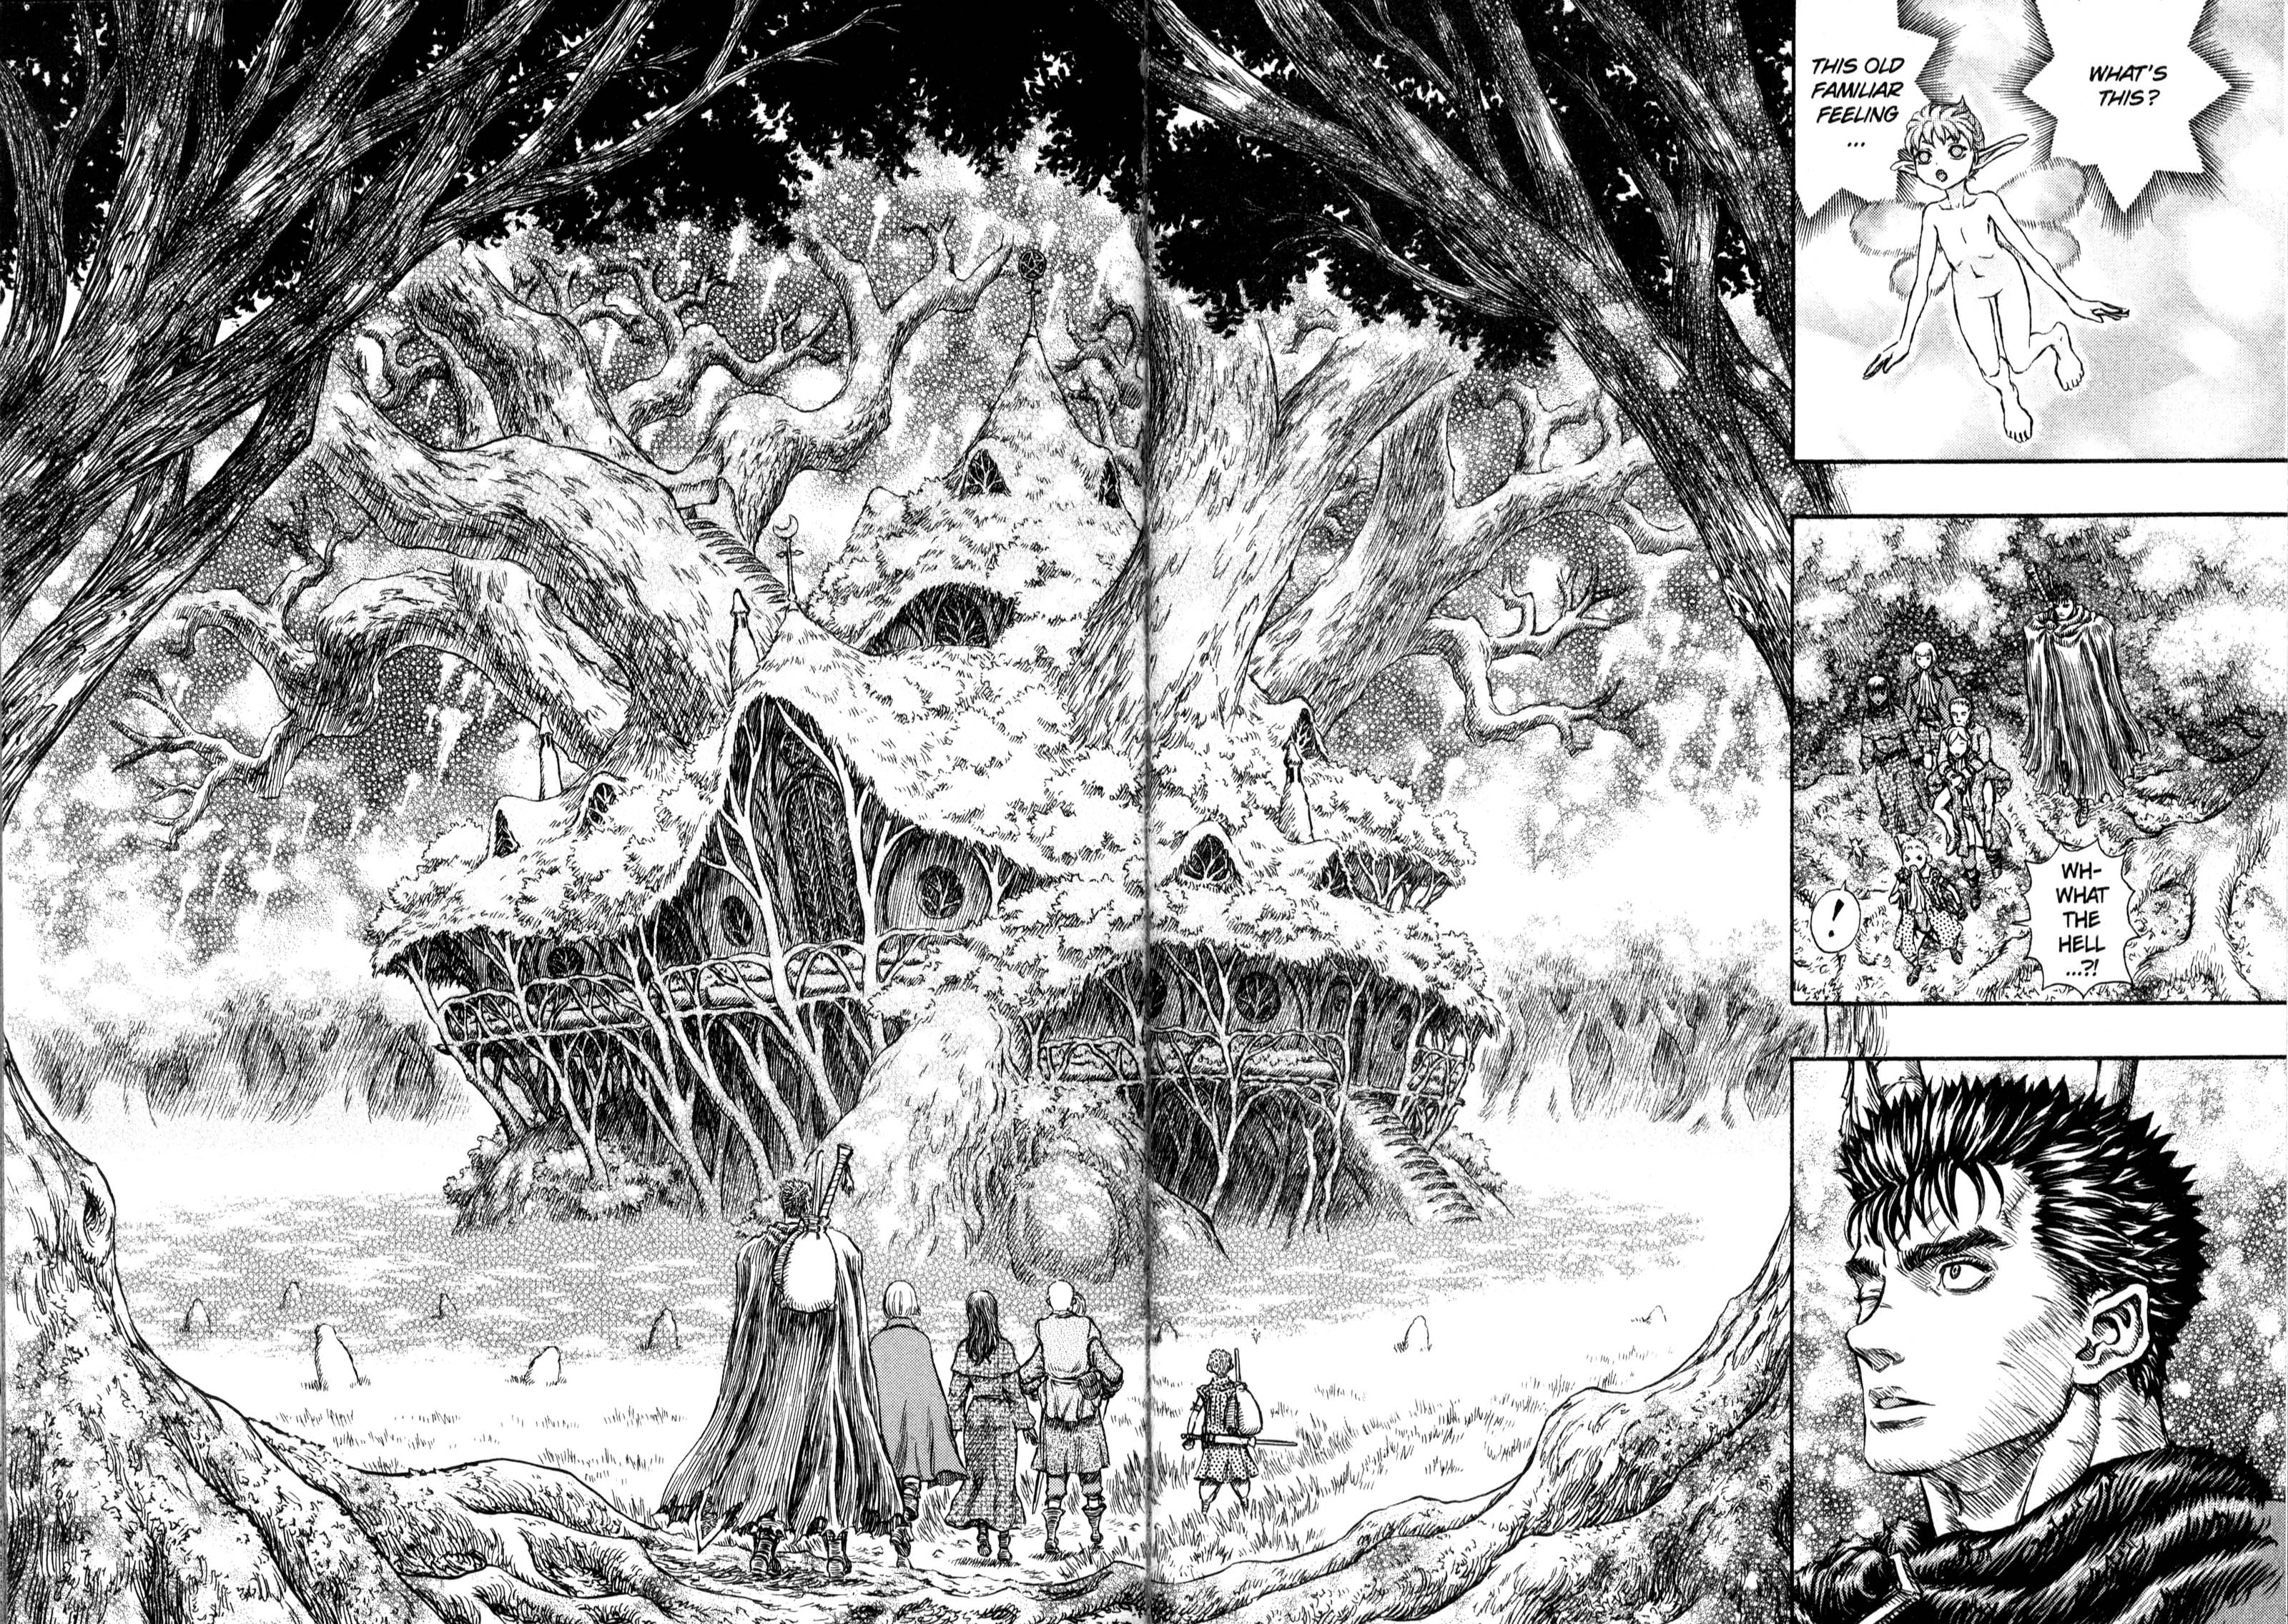 WHAT'S
THIS?
THIS OLD
FAMILIAR
FEELING
...
!
WH-
WHAT
THE
HELL
...?!